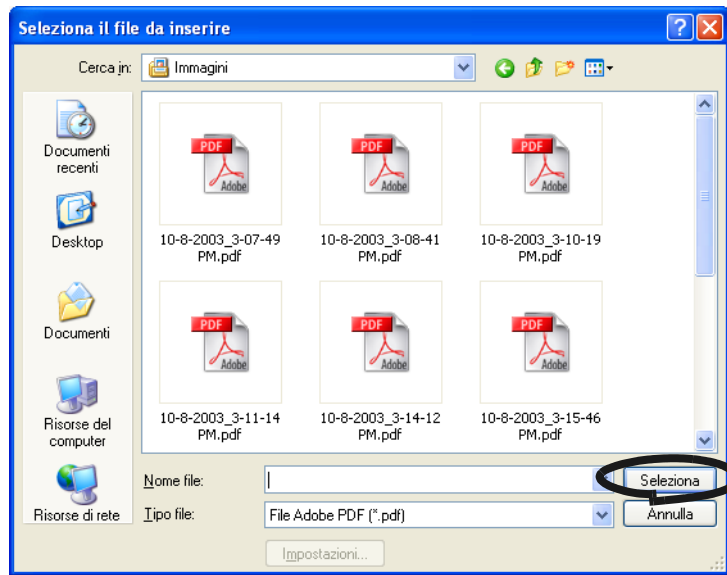 Seleziona il file da inserire
Cerca in:
Immagini
Documenti
recenti
Desktop
Documenti
Risorse del
computer
Risorse di rete
PDF
Adobe
PDF
Adobe
PDF
Adobe
10-8-2003_3-07-49
PM.pdf
10-8-2003_3-08-41
PM.pdf
10-8-2003_3-10-19
PM.pdf
PDF
Adobe
PDF
Adobe
PDF
Adobe
10-8-2003_3-11-14
PM.pdf
10-8-2003_3-14-12
PM.pdf
10-8-2003_3-15-46
PM.pdf
Nome file:
Seleziona
Tipo file:
File Adobe PDF (*.pdf)
Annulla
Impostazioni...